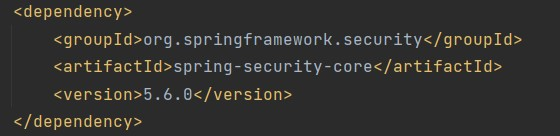 <dependency>
    <groupId>org.springframework.security</groupId>
    <artifactId>spring-security-core</artifactId>
    <version>5.6.0</version>
</dependency>